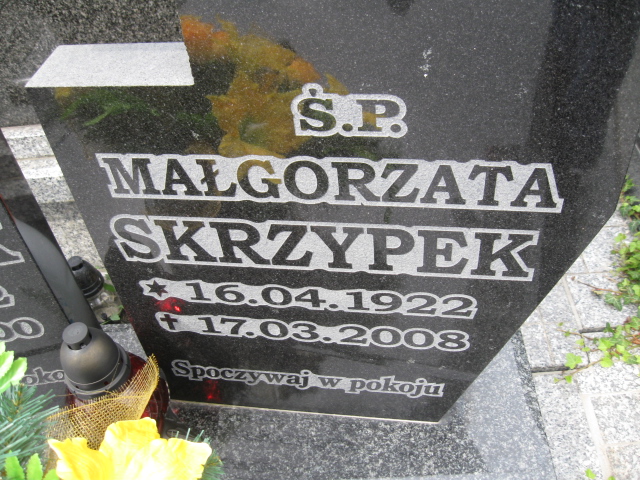 Ś.P.
MAŁGORZATA
SKRZYPEK
* 16.04.1922
† 17.03.2008
Spoczywaj w pokoju